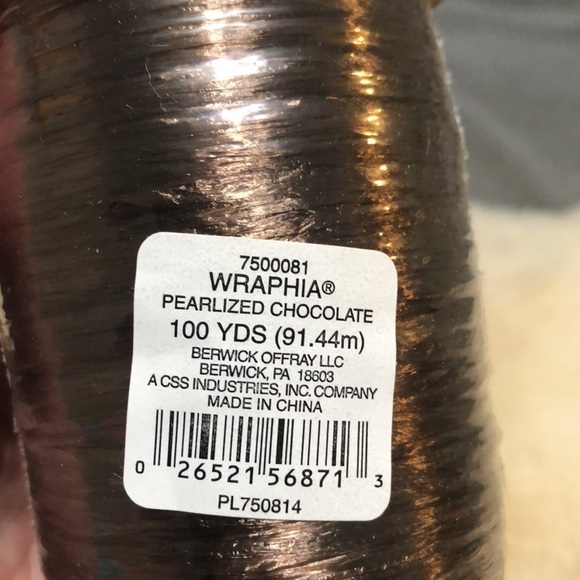 7500081
WRAPHIA®
PEARLIZED CHOCOLATE
100 YDS (91.44m)
BERWICK OFFRAY LLC
BERWICK, PA 18603
A CSS INDUSTRIES, INC. COMPANY
MADE IN CHINA
0 26521 56871 3
PL750814